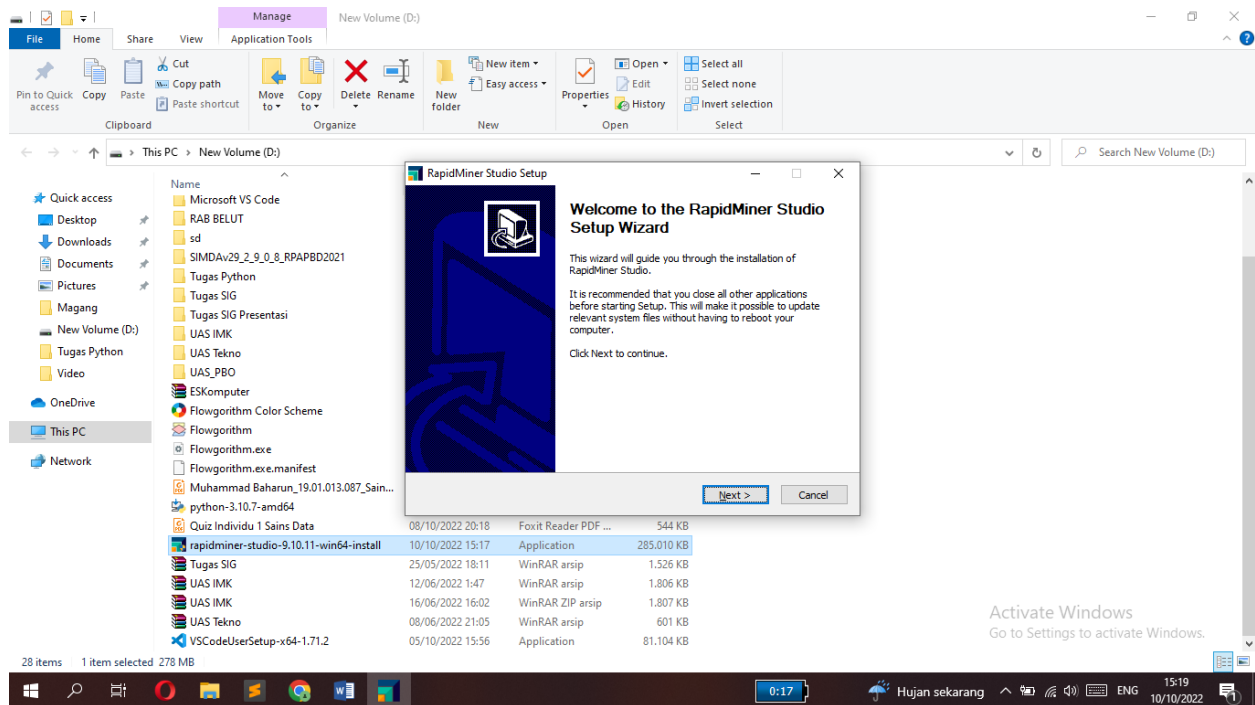 Manage
New Volume (D:)
File
Home
Share
View
Application Tools
Pin to Quick access
Copy
Paste
Cut
Copy path
Paste shortcut
Clipboard
Move to
Copy to
Delete
Rename
Organize
New folder
New item
Easy access
New
Properties
Open
Edit
History
Open
Select all
Select none
Invert selection
Select
This PC > New Volume (D:)
Search New Volume (D:)
Quick access
Desktop
Downloads
Documents
Pictures
Magang
New Volume (D:)
Tugas Python
Video
OneDrive
This PC
Network
Name
Microsoft VS Code
RAB BELUT
sd
SIMDAv29_2_9_0_8_RPAPBD2021
Tugas Python
Tugas SIG
Tugas SIG Presentasi
UAS IMK
UAS Tekno
UAS_PBO
ESKomputer
Flowgorithm Color Scheme
Flowgorithm
Flowgorithm.exe
Flowgorithm.exe.manifest
Muhammad Baharun_19.01.013.087_Sain...
python-3.10.7-amd64
Quiz Individu 1 Sains Data 08/10/2022 20:18 Foxit Reader PDF ... 544 KB
rapidminer-studio-9.10.11-win64-install 10/10/2022 15:17 Application 285.010 KB
Tugas SIG 25/05/2022 18:11 WinRAR arsip 1.526 KB
UAS IMK 12/06/2022 1:47 WinRAR arsip 1.806 KB
UAS IMK 16/06/2022 16:02 WinRAR ZIP arsip 1.807 KB
UAS Tekno 08/06/2022 21:05 WinRAR arsip 601 KB
VSCodeUserSetup-x64-1.71.2 05/10/2022 15:56 Application 81.104 KB
RapidMiner Studio Setup
Welcome to the RapidMiner Studio
Setup Wizard
This wizard will guide you through the installation of
RapidMiner Studio.
It is recommended that you close all other applications
before starting Setup. This will make it possible to update
relevant system files without having to reboot your
computer.
Click Next to continue.
Next >
Cancel
Activate Windows
Go to Settings to activate Windows.
28 items 1 item selected 278 MB
0:17
Hujan sekarang
ENG
15:19
10/10/2022
1